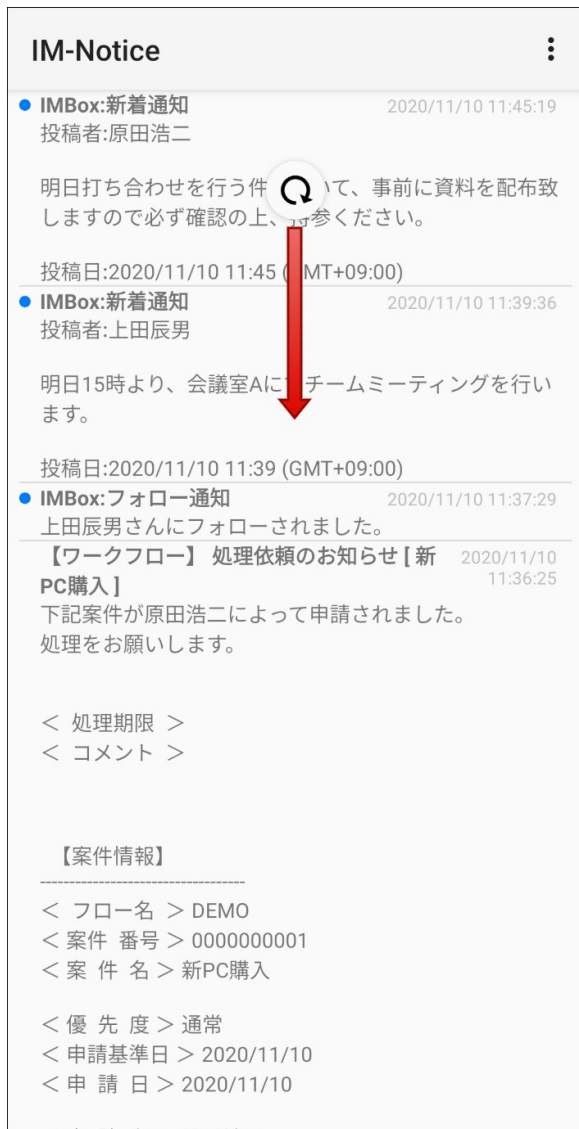 IM-Notice
IMBox:新着通知 2020/11/10 11:45:19
投稿者:原田浩二
明日打ち合わせを行う件 いて、事前に資料を配布致
しますので必ず確認の上、持参ください。
投稿日:2020/11/10 11:45 (GMT+09:00)
IMBox:新着通知 2020/11/10 11:39:36
投稿者:上田辰男
明日15時より、会議室Aに チームミーティングを行い
ます。
投稿日:2020/11/10 11:39 (GMT+09:00)
IMBox:フォロー通知 2020/11/10 11:37:29
上田辰男さんにフォローされました。
【ワークフロー】 処理依頼のお知らせ [ 新 2020/11/10
PC購入 ] 11:36:25
下記案件が原田浩二によって申請されました。
処理をお願いします。
＜ 処理期限 ＞
＜ コメント ＞
【案件情報】
-----------------------------------
＜ フロー名 ＞ DEMO
＜ 案件 番号 ＞ 0000000001
＜ 案 件 名 ＞ 新PC購入
＜ 優 先 度 ＞ 通常
＜ 申請基準日 ＞ 2020/11/10
＜ 申 請 日 ＞ 2020/11/10